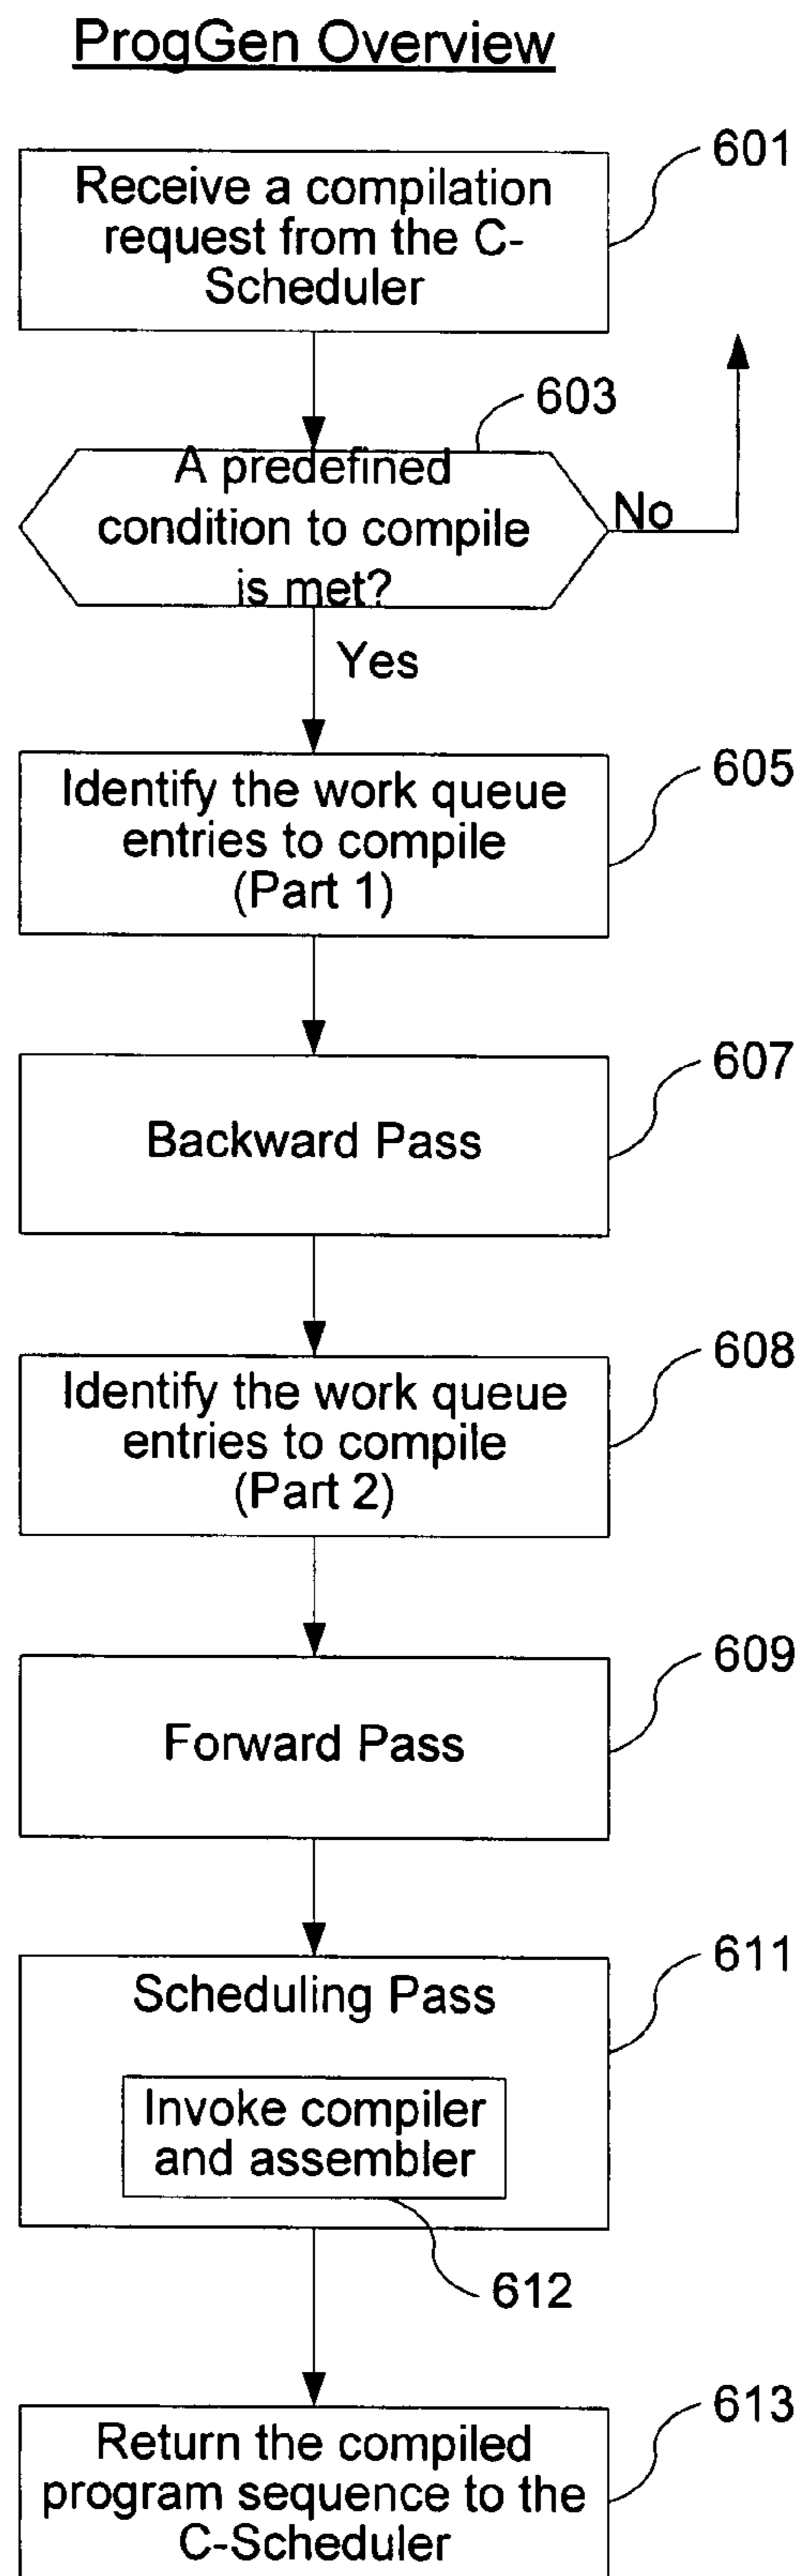 ProgGen Overview
Receive a compilation
request from the C-
Scheduler
601
603
A predefined
condition to compile
is met?
No
Yes
Identify the work queue
entries to compile
(Part 1)
605
Backward Pass
607
Identify the work queue
entries to compile
(Part 2)
608
Forward Pass
609
Scheduling Pass
611
Invoke compiler
and assembler
612
Return the compiled
program sequence to the
C-Scheduler
613